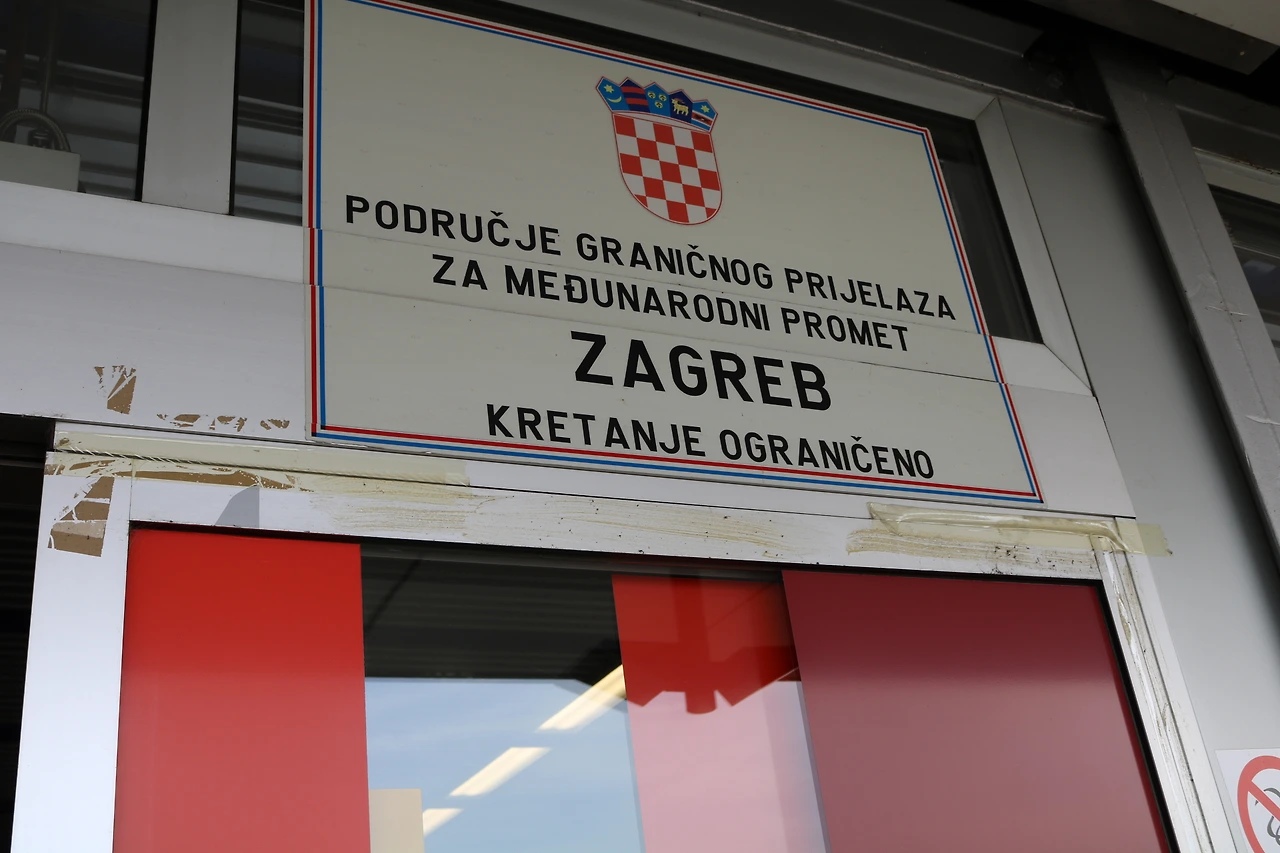 PODRUČJE GRANIČNOG PRIJELAZA
ZA MEĐUNARODNI PROMET
ZAGREB
KRETANJE OGRANIČENO